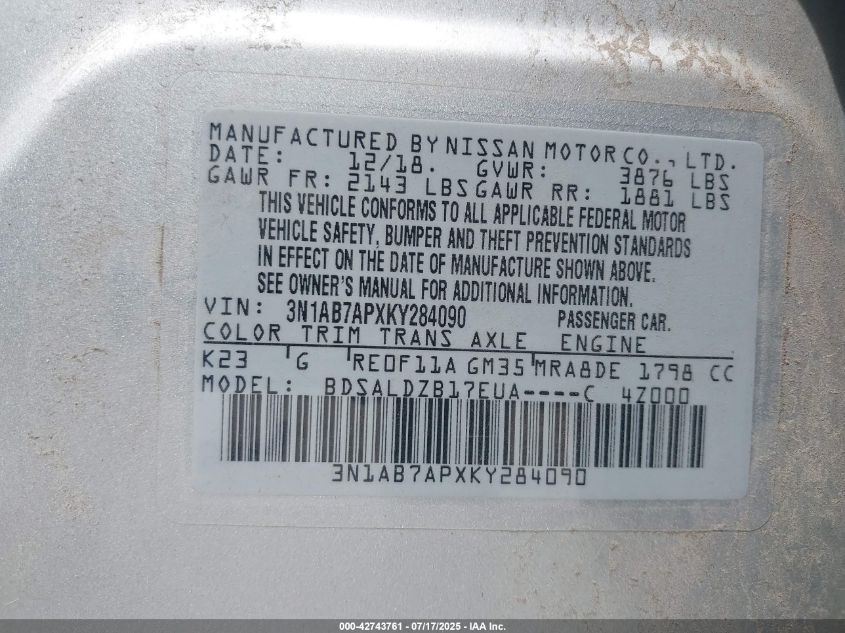 MANUFACTURED BY NISSAN MOTOR CO., LTD.
DATE: 12/18. GVWR: 3876 LBS
GAWR FR: 2143 LBS GAWR RR: 1881 LBS
THIS VEHICLE CONFORMS TO ALL APPLICABLE FEDERAL MOTOR
VEHICLE SAFETY, BUMPER AND THEFT PREVENTION STANDARDS
IN EFFECT ON THE DATE OF MANUFACTURE SHOWN ABOVE.
SEE OWNER'S MANUAL FOR ADDITIONAL INFORMATION.
VIN: 3N1AB7APXKY284090 PASSENGER CAR.
COLOR TRIM TRANS AXLE ENGINE
K23 G RE0F11A GM35 MRA8DE 1798 CC
MODEL: BDSALDZB17EUA----C 4Z000
3N1AB7APXKY284090
000-42743761 - 07/17/2025 - IAA Inc.